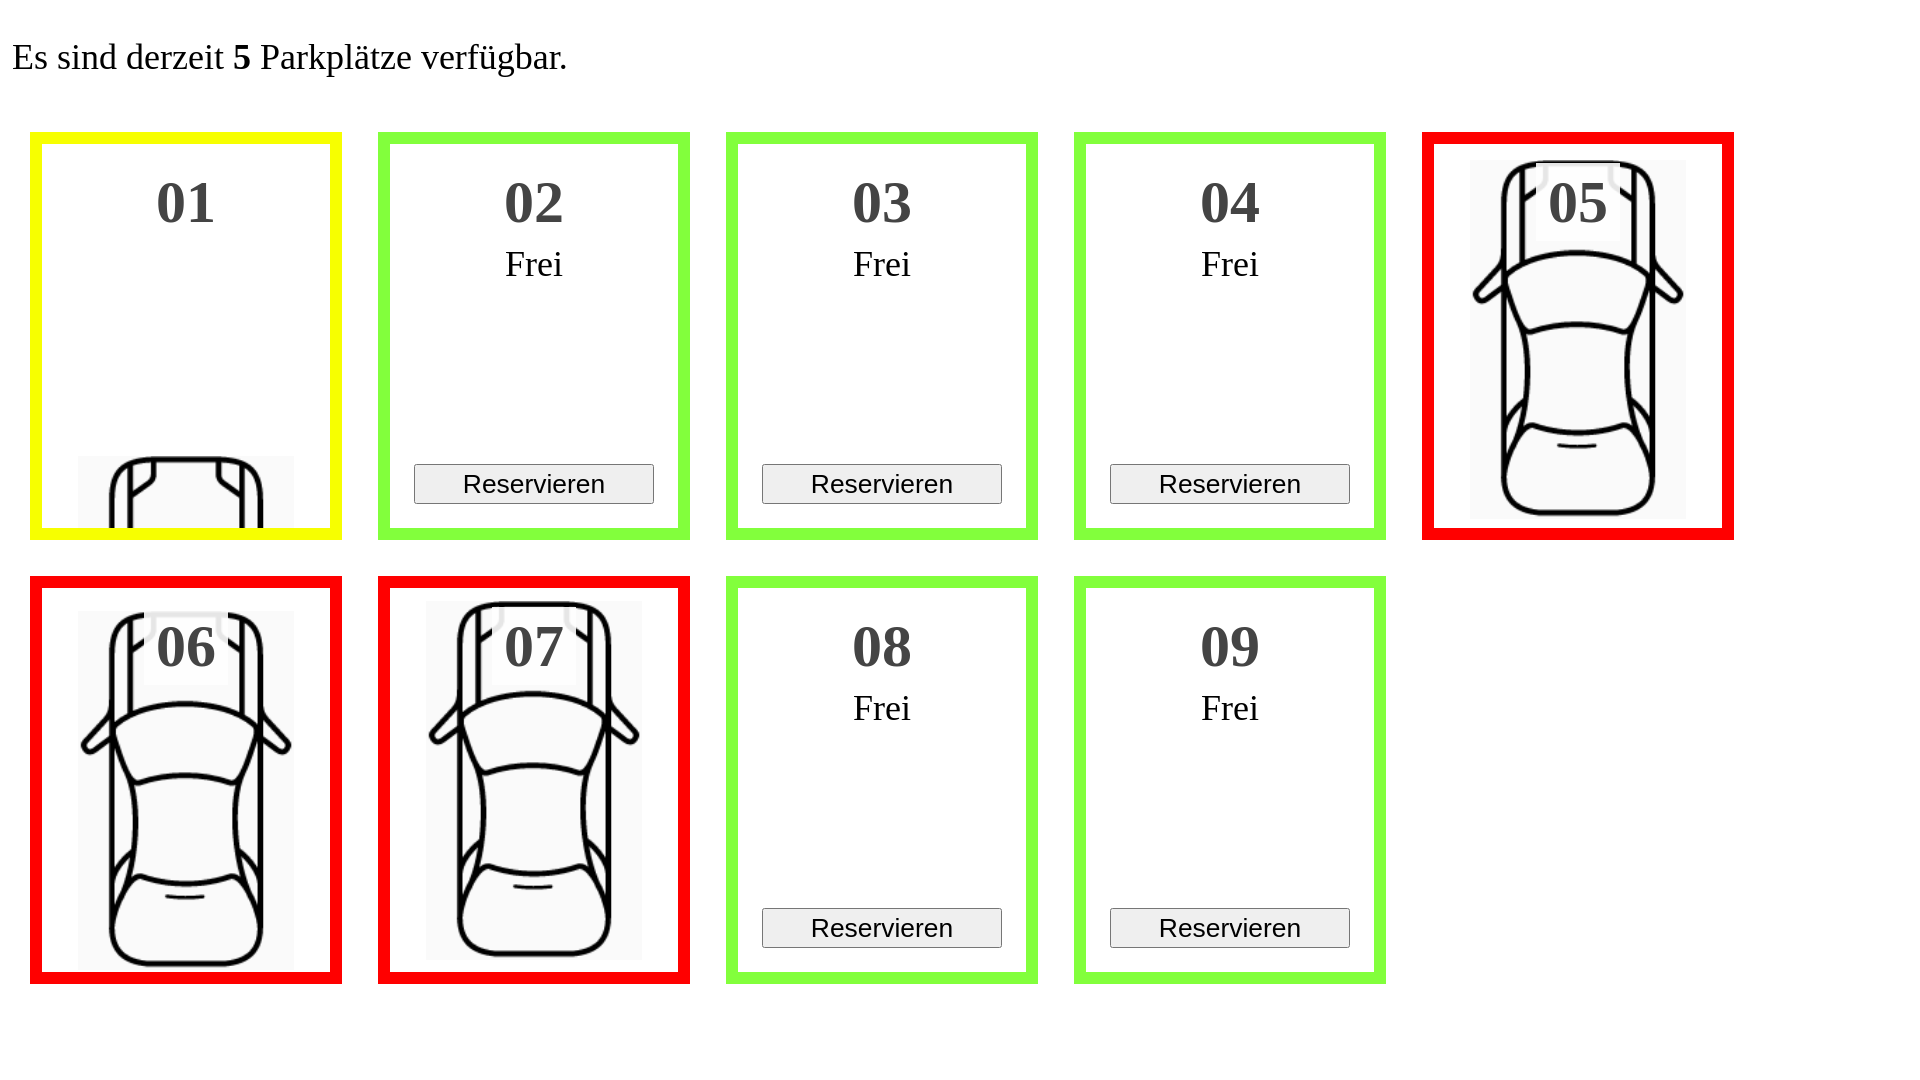 Es sind derzeit 5 Parkplätze verfügbar.
01
02
Frei
Reservieren
03
Frei
Reservieren
04
Frei
Reservieren
05
06
07
08
Frei
Reservieren
09
Frei
Reservieren